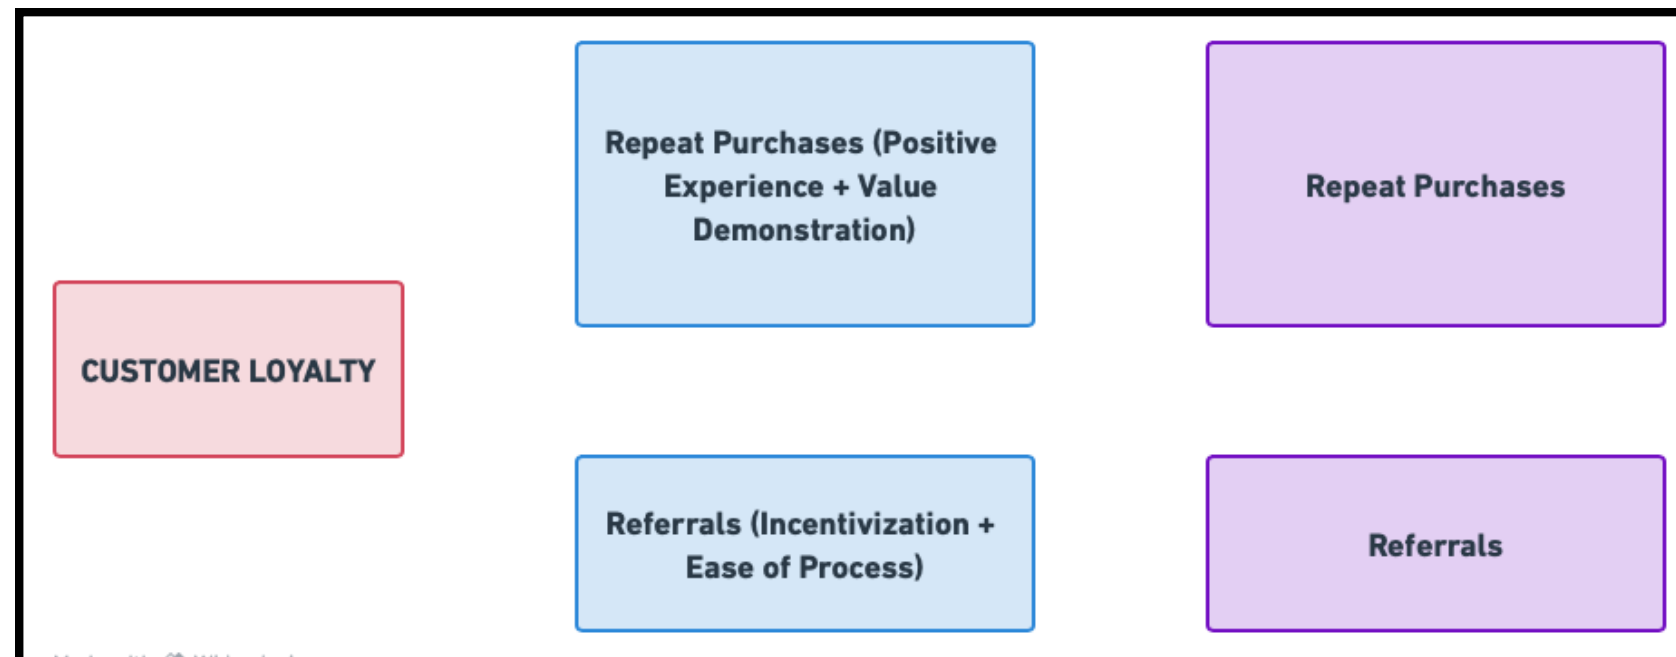 Repeat Purchases (Positive
Experience + Value
Demonstration)
Repeat Purchases
CUSTOMER LOYALTY
Referrals (Incentivization +
Ease of Process)
Referrals